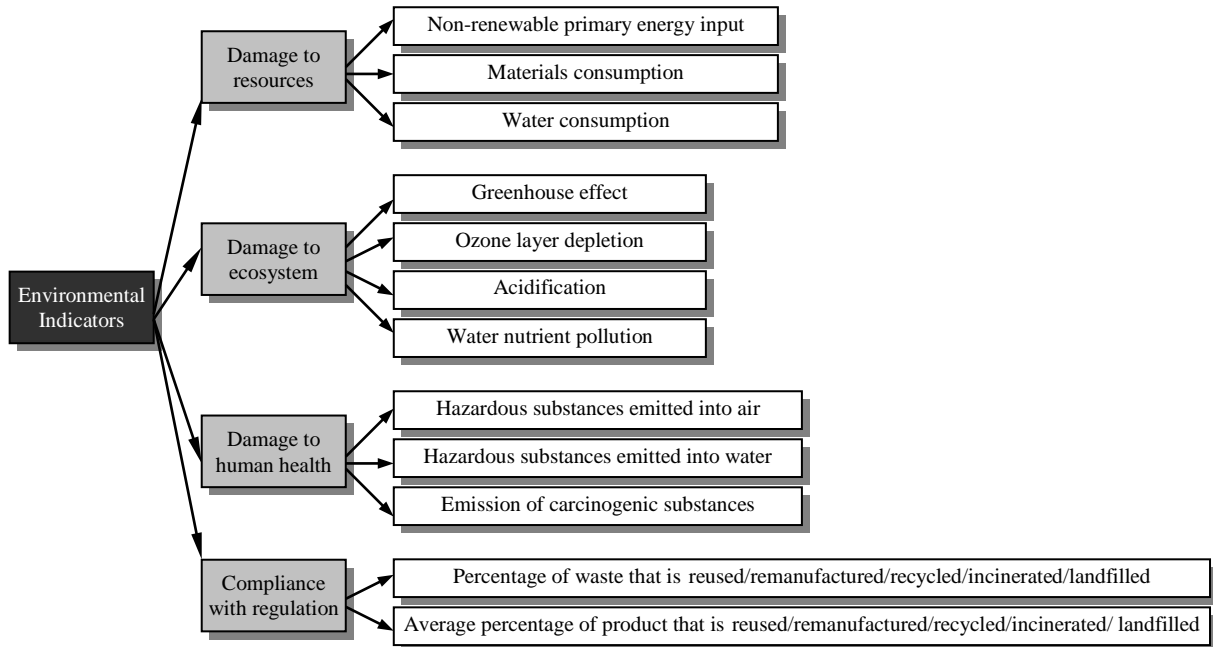 Environmental
Indicators
Damage to
resources
Non-renewable primary energy input
Materials consumption
Water consumption
Damage to
ecosystem
Greenhouse effect
Ozone layer depletion
Acidification
Water nutrient pollution
Damage to
human health
Hazardous substances emitted into air
Hazardous substances emitted into water
Emission of carcinogenic substances
Compliance
with regulation
Percentage of waste that is reused/remanufactured/recycled/incinerated/landfilled
Average percentage of product that is reused/remanufactured/recycled/incinerated/ landfilled